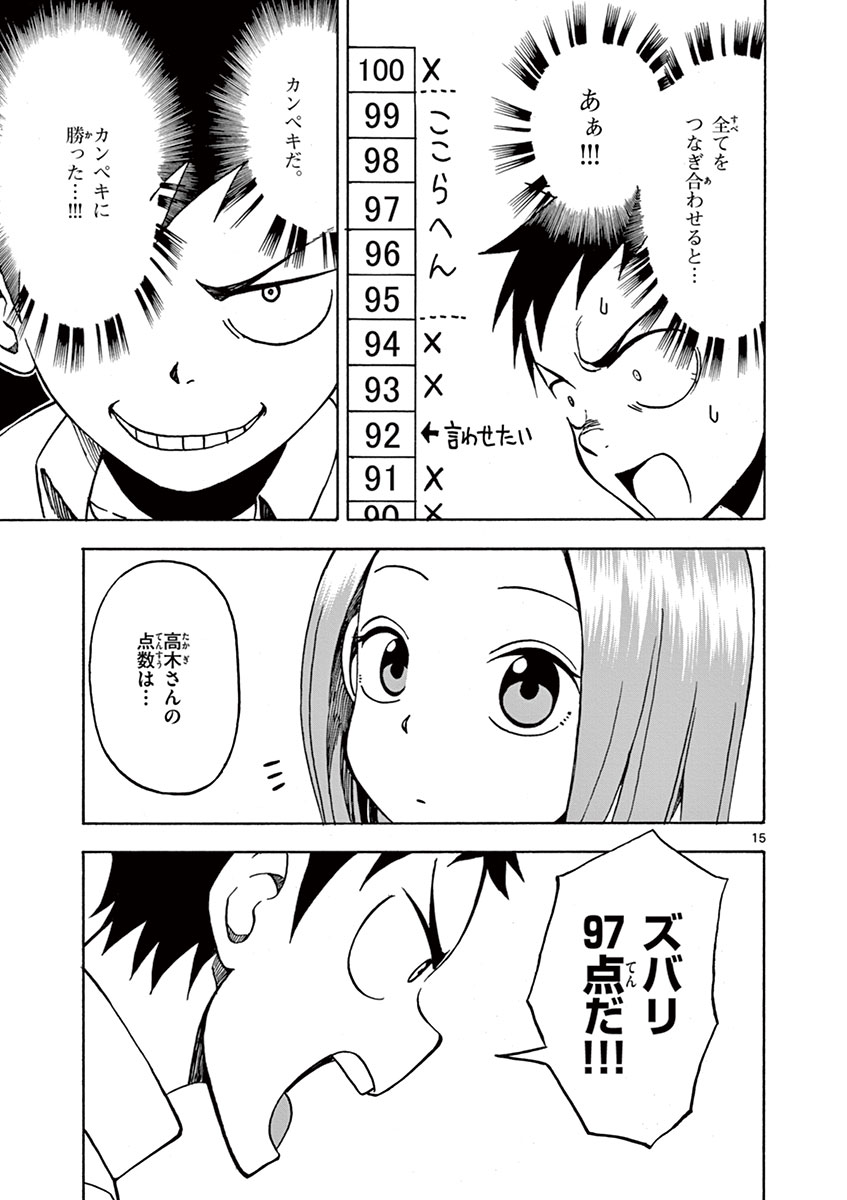 全てを
つなぎ合わせると…
あぁ!!!
100 ×
99
98
97
96
95
ここらへん
94 ×
93 ×
92 ←言わせたい
91 ×
90 ×
カンペキだ。
カンペキに
勝った…!!!
高木さんの
点数は…
15
ズバリ
97点だ!!!